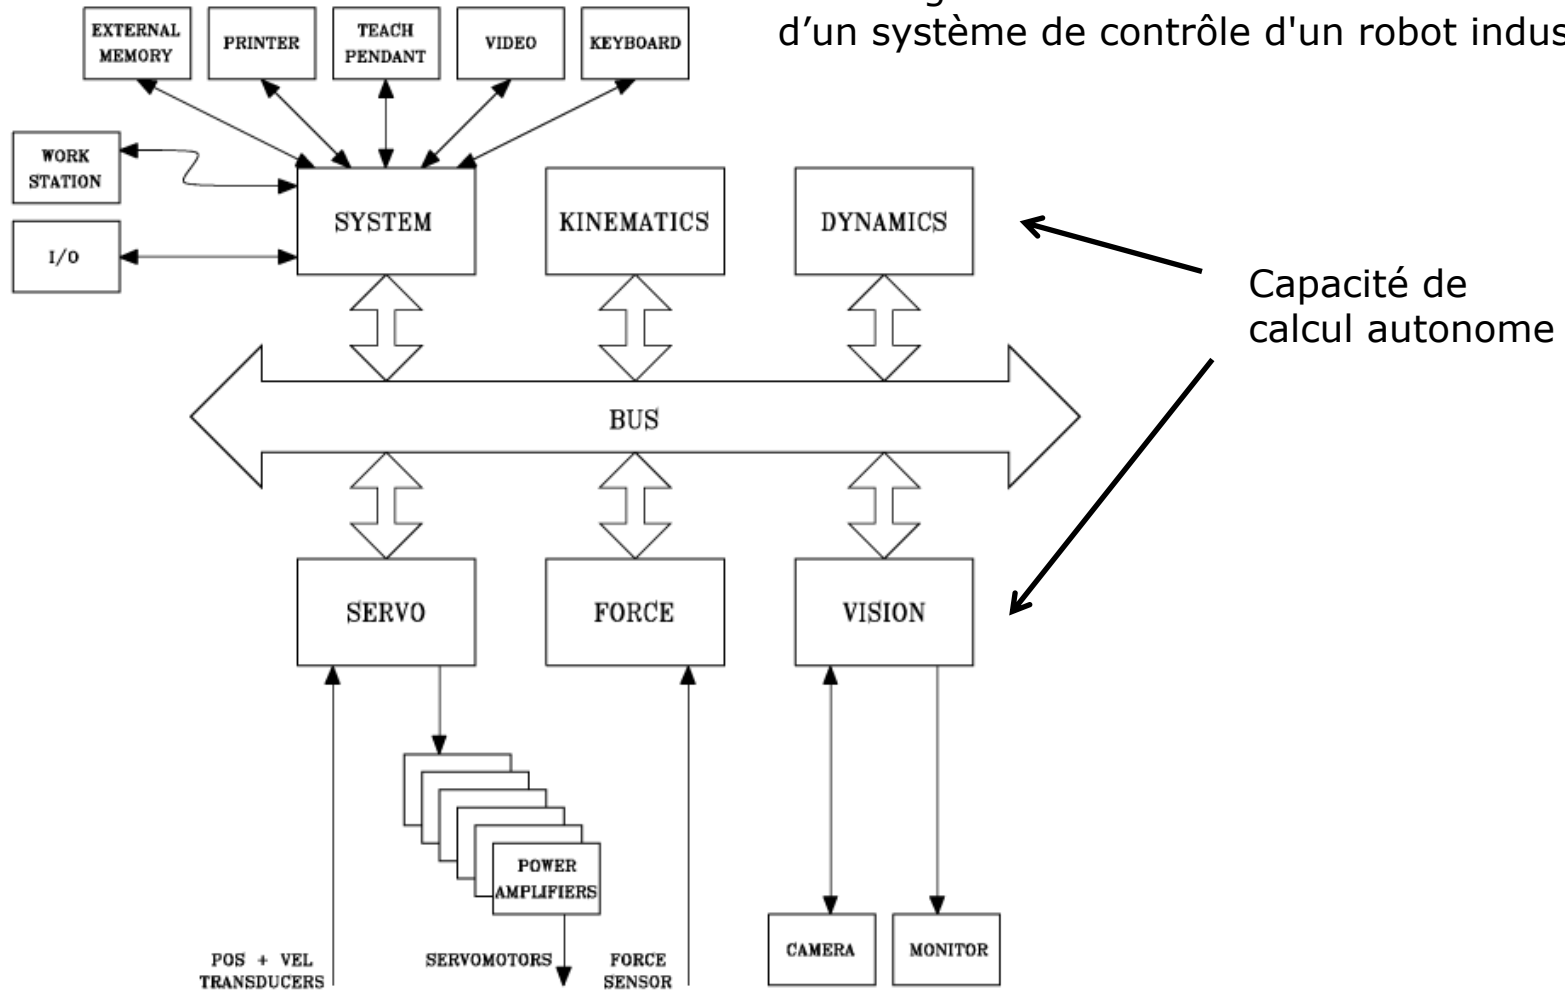 d’un système de contrôle d'un robot indus
EXTERNAL
MEMORY
PRINTER
TEACH
PENDANT
VIDEO
KEYBOARD
WORK
STATION
I/O
SYSTEM
KINEMATICS
DYNAMICS
Capacité de
calcul autonome
BUS
SERVO
FORCE
VISION
POWER
AMPLIFIERS
CAMERA
MONITOR
POS + VEL
TRANSDUCERS
SERVOMOTORS
FORCE
SENSOR